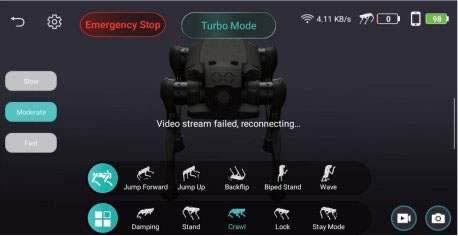 Emergency Stop
Turbo Mode
4.11 KB/s
0
98
Slow
Moderate
Fast
Video stream failed, reconnecting...
Jump Forward Jump Up Backflip Biped Stand Wave
Damping Stand Crawl Lock Stay Mode